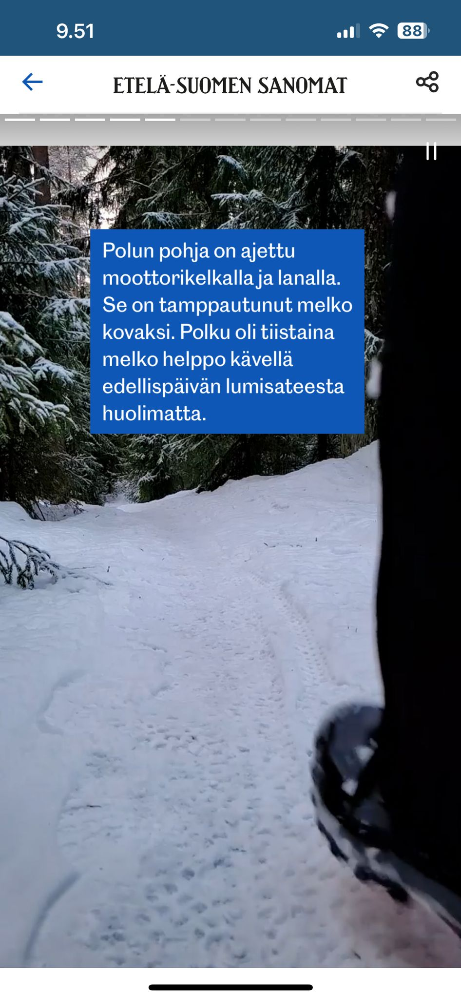 9.51
88
ETELÄ-SUOMEN SANOMAT
Polun pohja on ajettu
moottorikelkalla ja lanalla.
Se on tamppautunut melko
kovaksi. Polku oli tiistaina
melko helppo kävellä
edellispäivän lumisateesta
huolimatta.